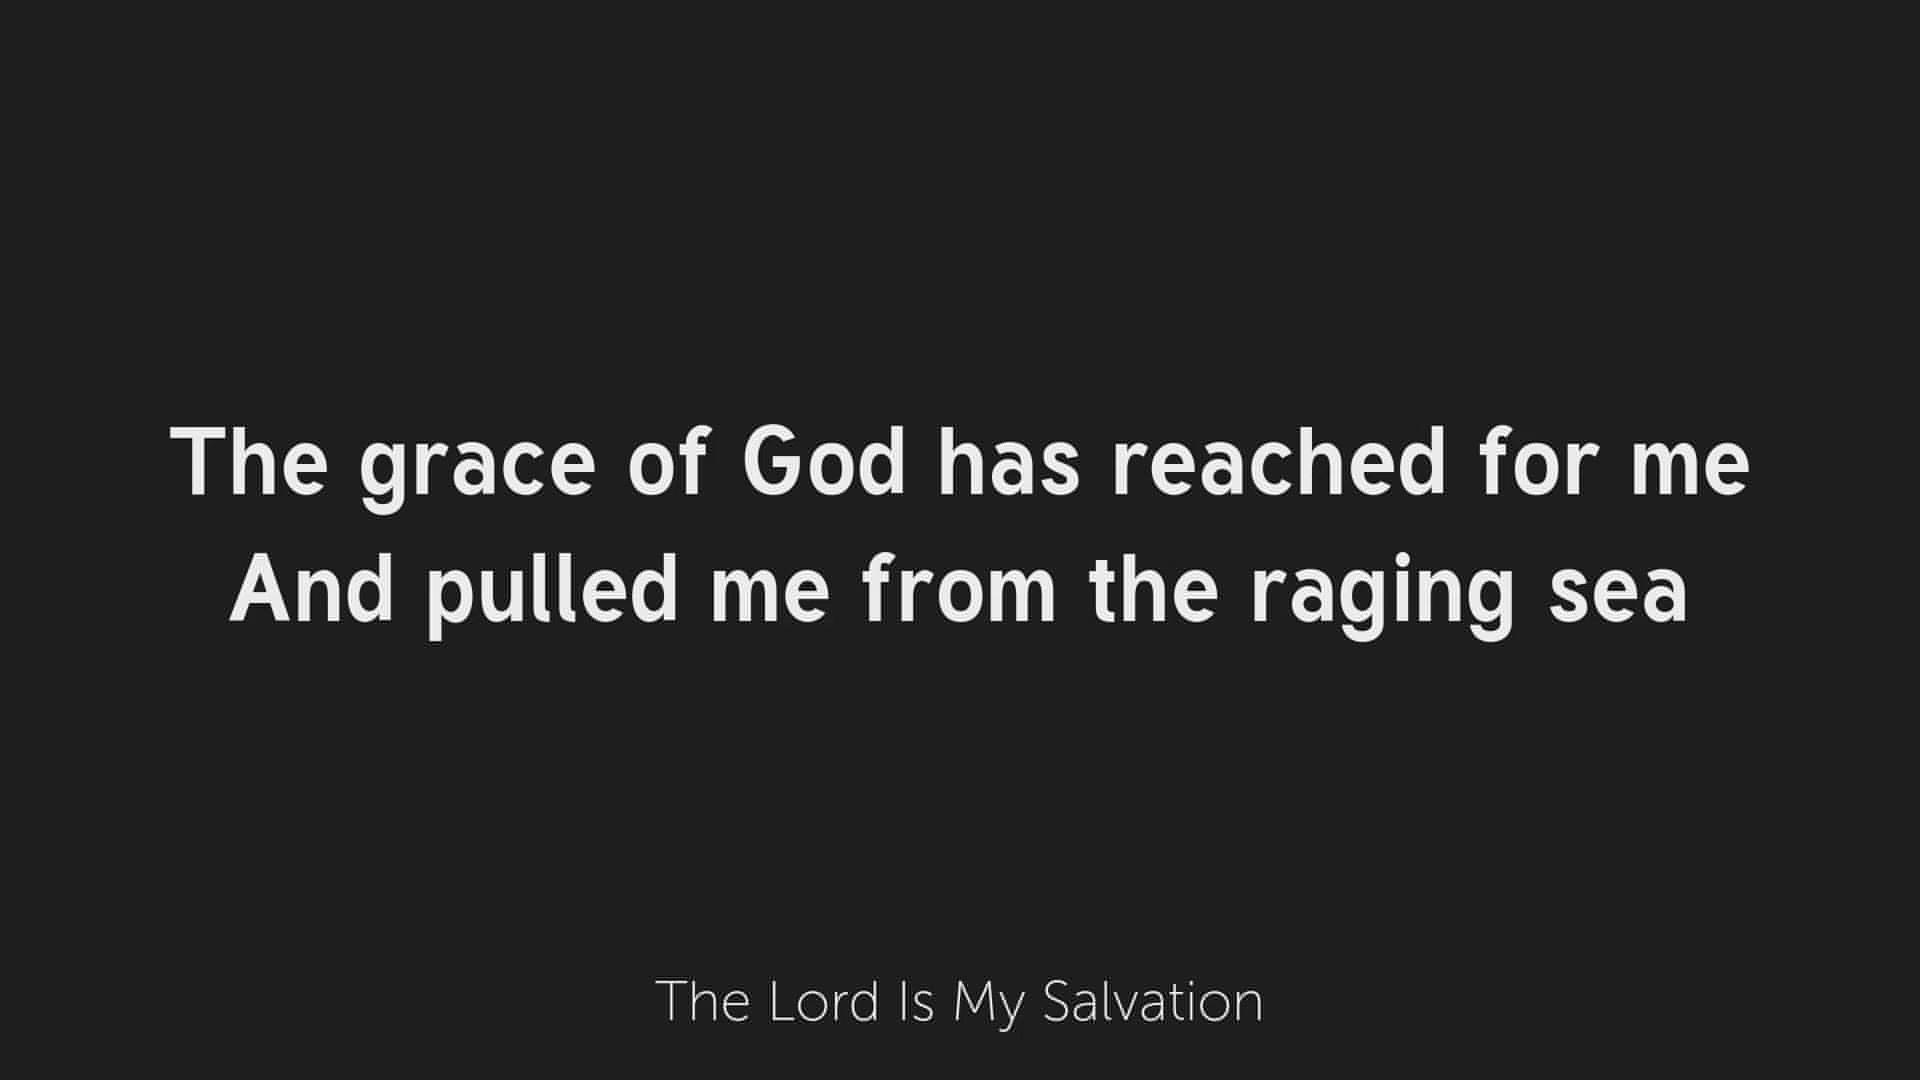 The grace of God has reached for me
And pulled me from the raging sea
The Lord Is My Salvation